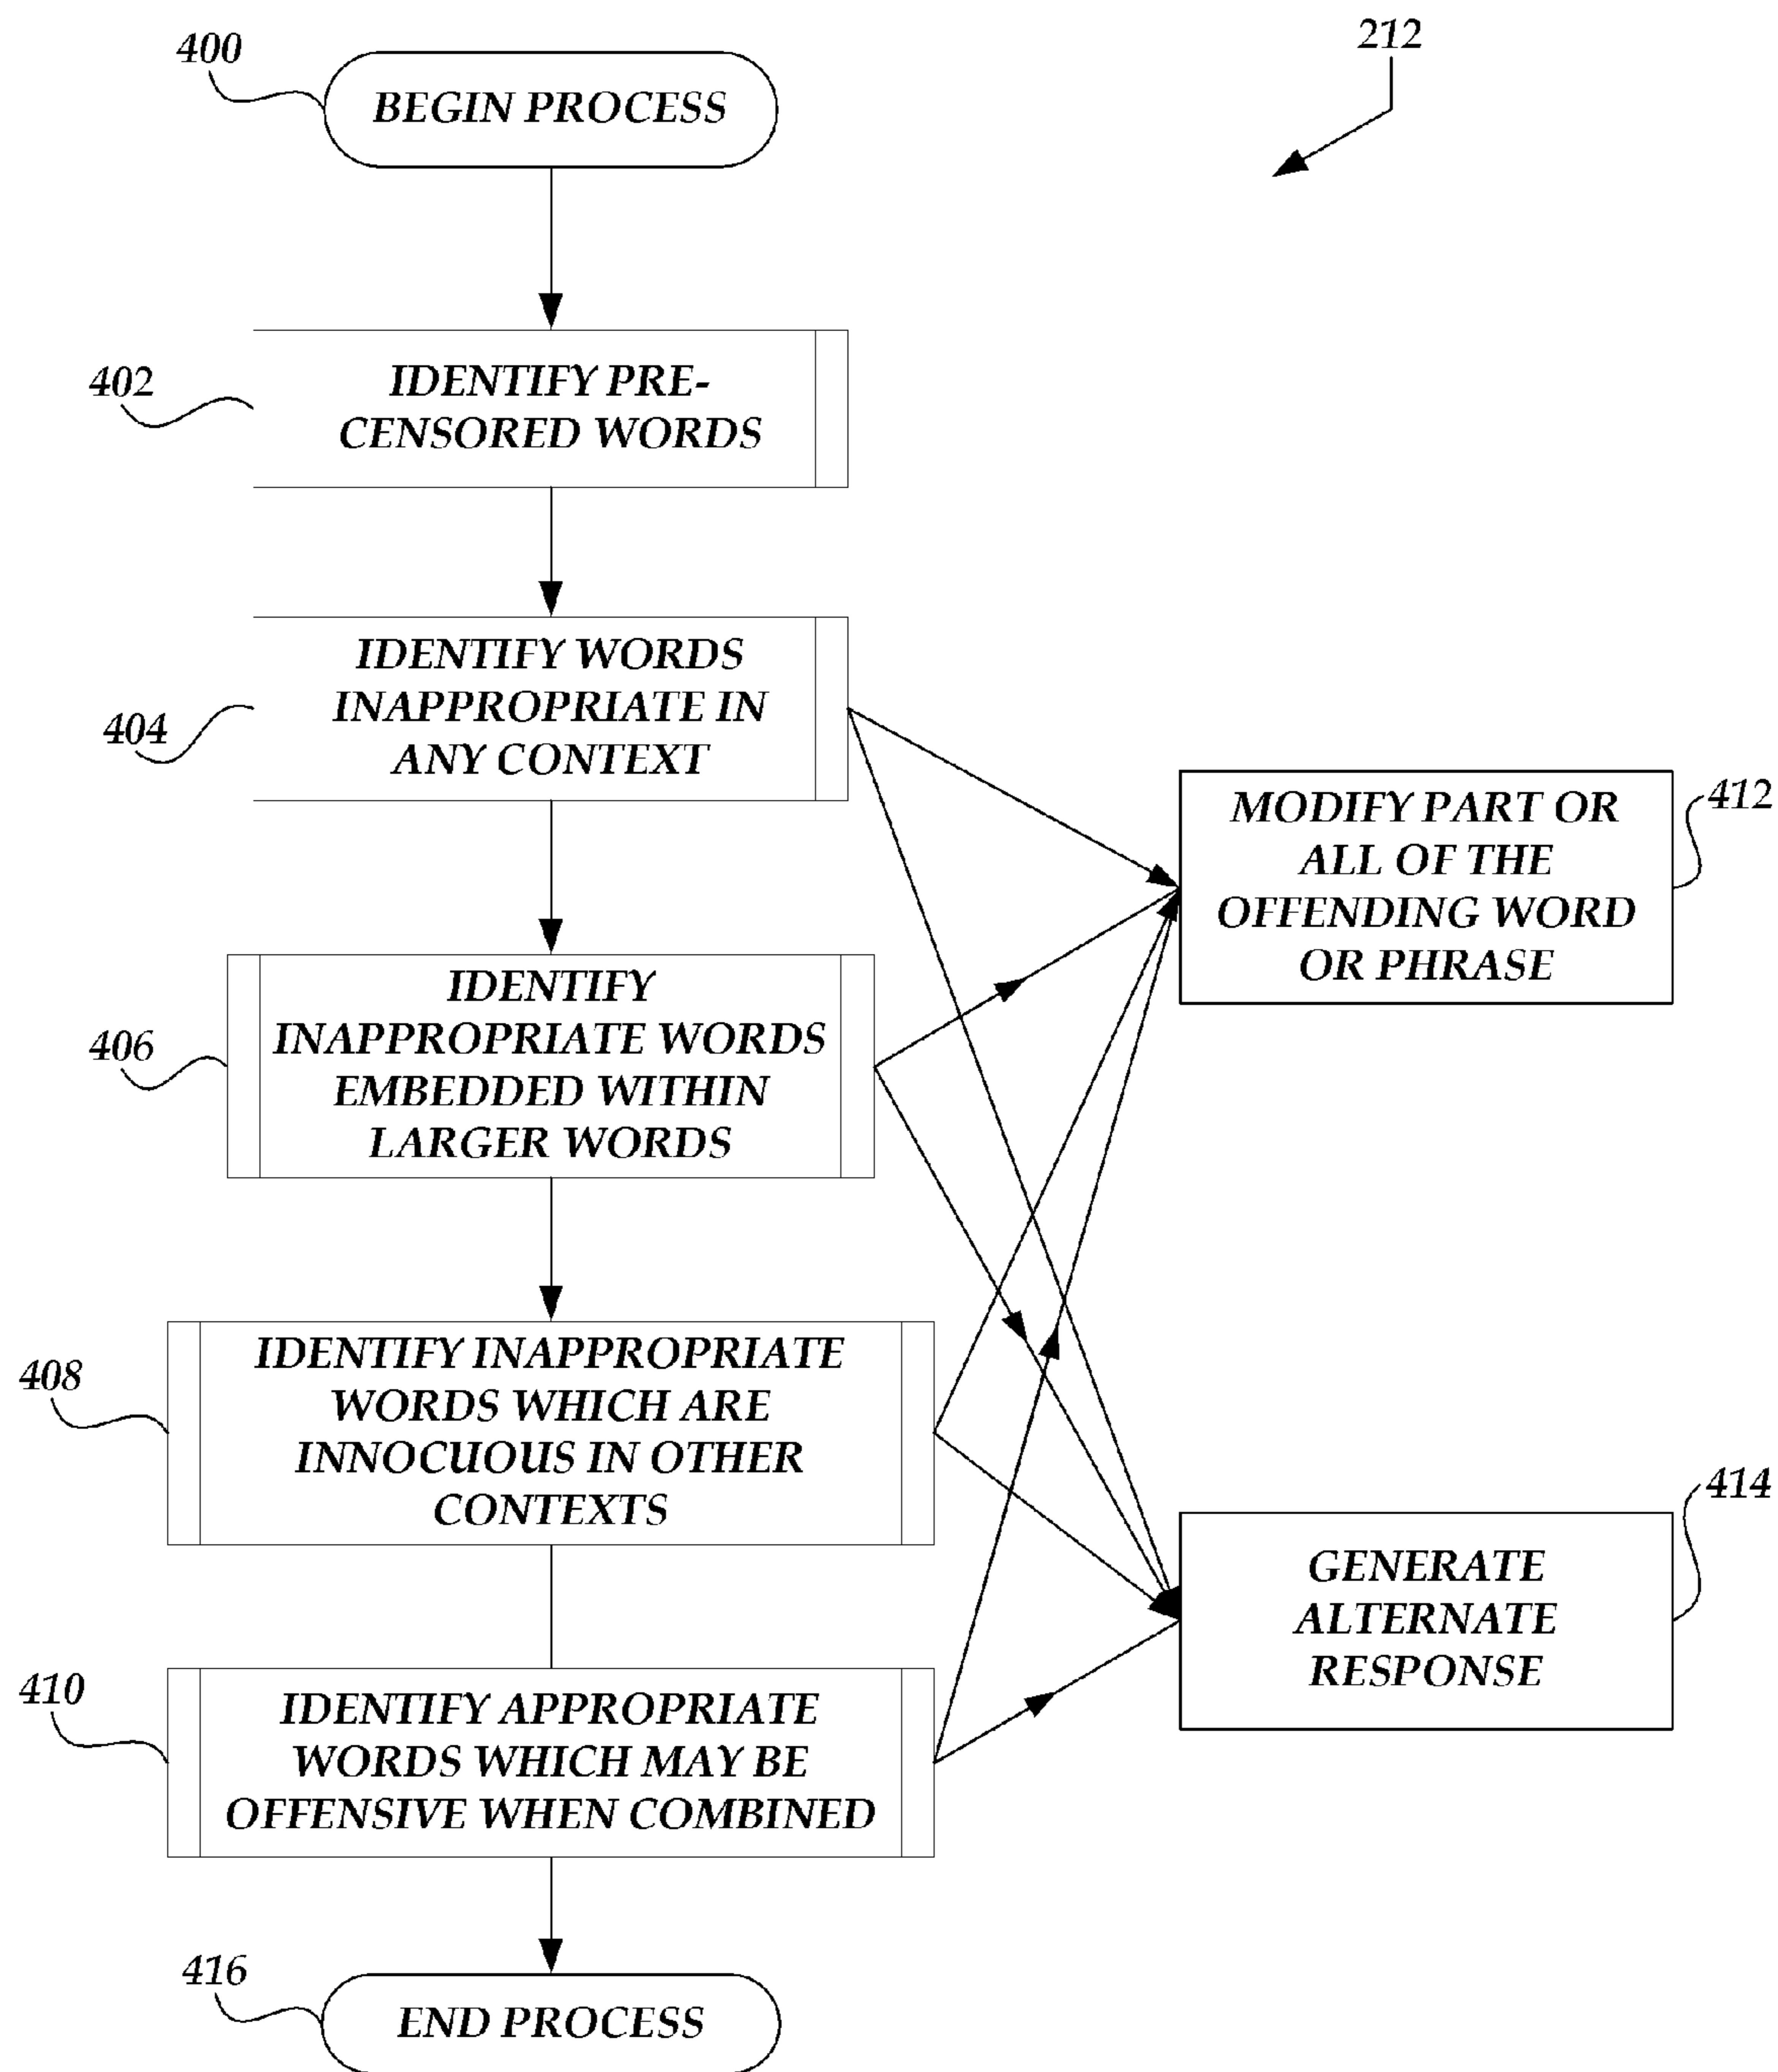 400
BEGIN PROCESS
212
402
IDENTIFY PRE-
CENSORED WORDS
404
IDENTIFY WORDS
INAPPROPRIATE IN
ANY CONTEXT
412
MODIFY PART OR
ALL OF THE
OFFENDING WORD
OR PHRASE
406
IDENTIFY
INAPPROPRIATE WORDS
EMBEDDED WITHIN
LARGER WORDS
408
IDENTIFY INAPPROPRIATE
WORDS WHICH ARE
INNOCUOUS IN OTHER
CONTEXTS
414
GENERATE
ALTERNATE
RESPONSE
410
IDENTIFY APPROPRIATE
WORDS WHICH MAY BE
OFFENSIVE WHEN COMBINED
416
END PROCESS